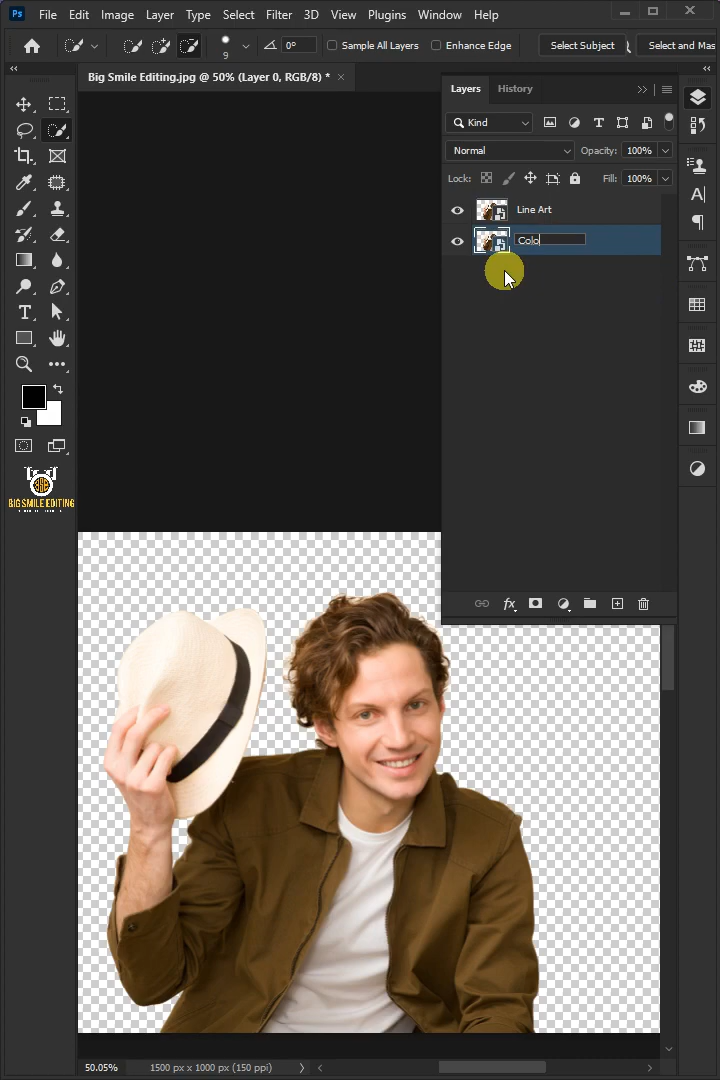 Ps File Edit Image Layer Type Select Filter 3D View Plugins Window Help
9 0° Sample All Layers Enhance Edge Select Subject Select and Mas
Big Smile Editing.jpg @ 50% (Layer 0, RGB/8) *
Layers History
Kind
Normal Opacity: 100%
Lock: Fill: 100%
Line Art
Colo
BIG SMILE EDITING
50.05% 1500 px x 1000 px (150 ppi)